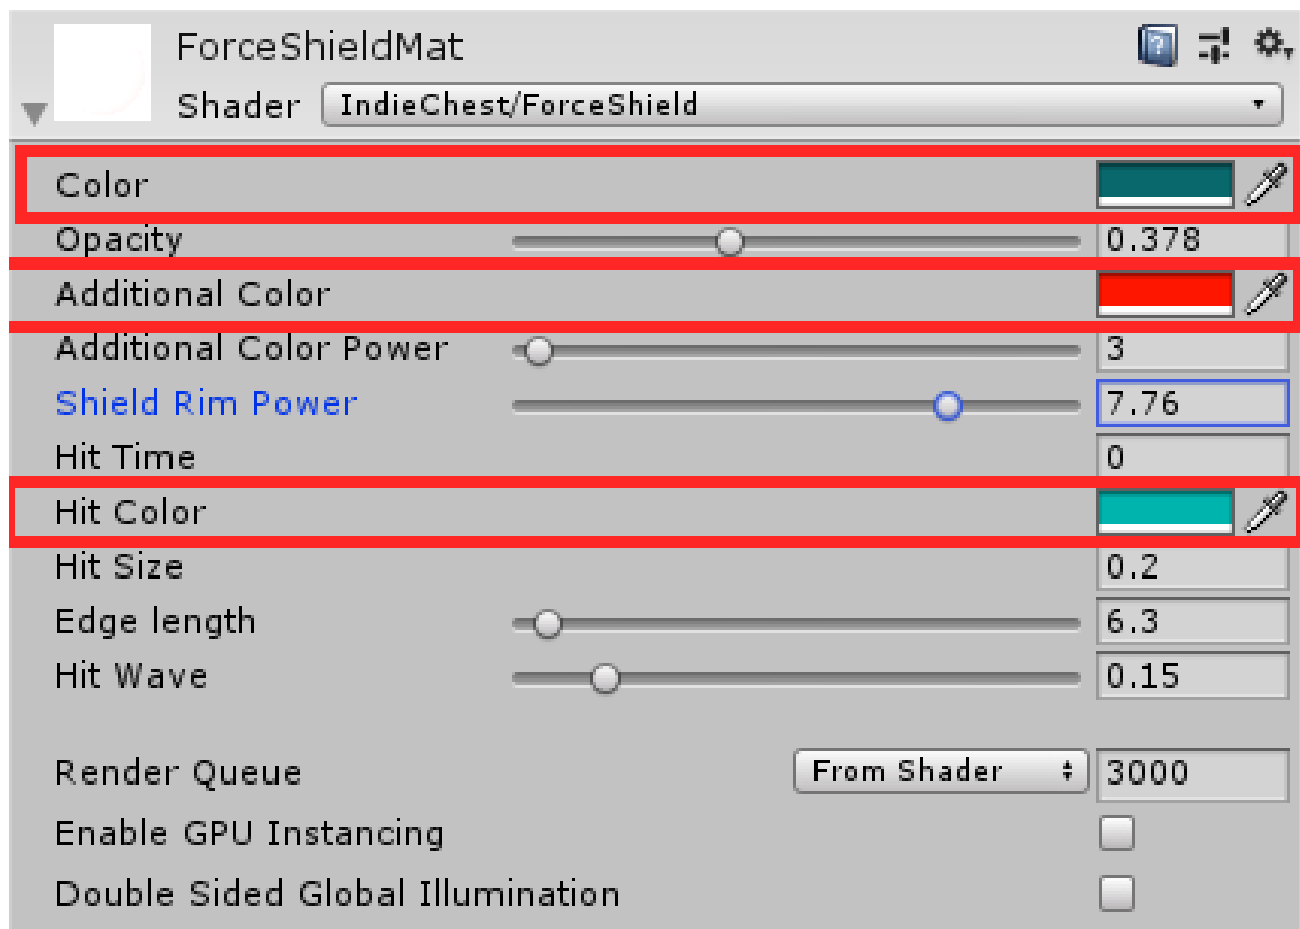 ForceShieldMat
Shader IndieChest/ForceShield
Color
Opacity 0.378
Additional Color
Additional Color Power 3
Shield Rim Power 7.76
Hit Time 0
Hit Color
Hit Size 0.2
Edge length 6.3
Hit Wave 0.15
Render Queue From Shader 3000
Enable GPU Instancing
Double Sided Global Illumination